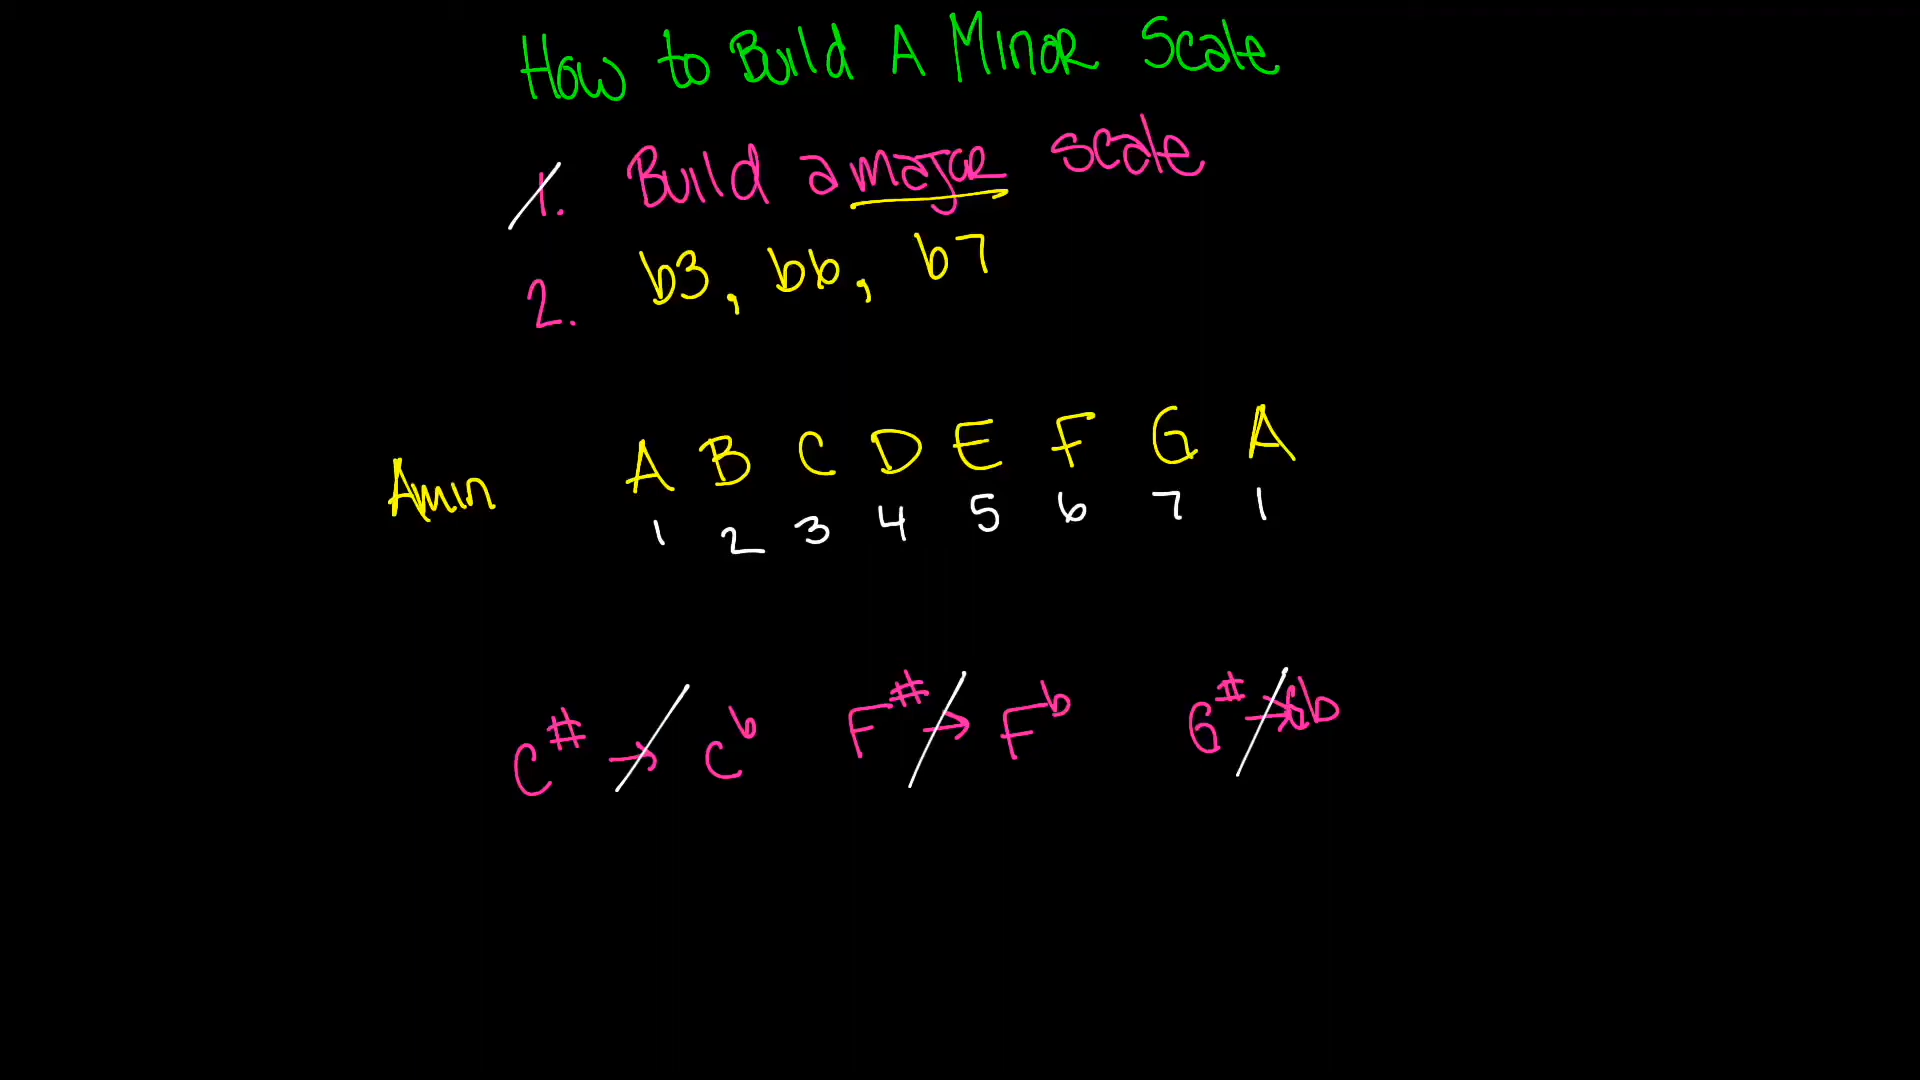 How to Build A Minor Scale
1. Build a major scale
2. b3, b6, b7
Amin A B C D E F G A
1 2 3 4 5 6 7 1
C# → Cb F# → Fb G# → Gb